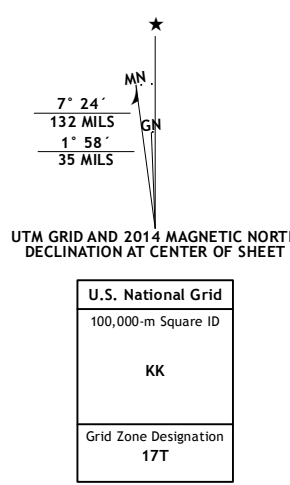 MN
GN
7° 24´
132 MILS
1° 58´
35 MILS
UTM GRID AND 2014 MAGNETIC NORT
DECLINATION AT CENTER OF SHEET
U.S. National Grid
100,000-m Square ID
KK
Grid Zone Designation
17T